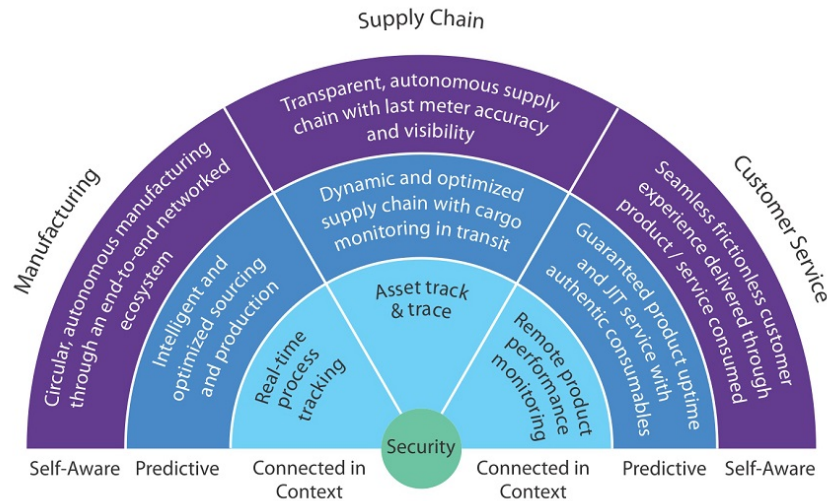 Supply Chain
Manufacturing
Customer Service
Circular, autonomous manufacturing
through an end-to-end networked
ecosystem
Transparent, autonomous supply
chain with last meter accuracy
and visibility
Seamless frictionless customer
experience delivered through
product / service consumed
Intelligent and
optimized sourcing
and production
Dynamic and optimized
supply chain with cargo
monitoring in transit
Guaranteed product uptime
and JIT service with
authentic consumables
Real-time
process
tracking
Asset track
& trace
Remote product
performance
monitoring
Security
Self-Aware
Predictive
Connected in
Context
Connected in
Context
Predictive
Self-Aware